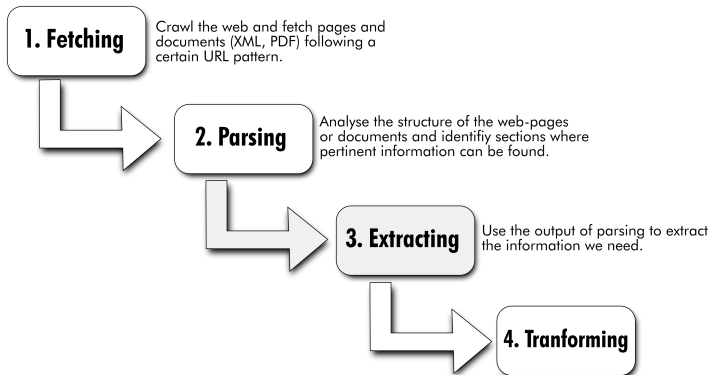 1. Fetching
Crawl the web and fetch pages and
documents (XML, PDF) following a
certain URL pattern.
2. Parsing
Analyse the structure of the web-pages
or documents and identifiy sections where
pertinent information can be found.
3. Extracting
Use the output of parsing to extract
the information we need.
4. Tranforming